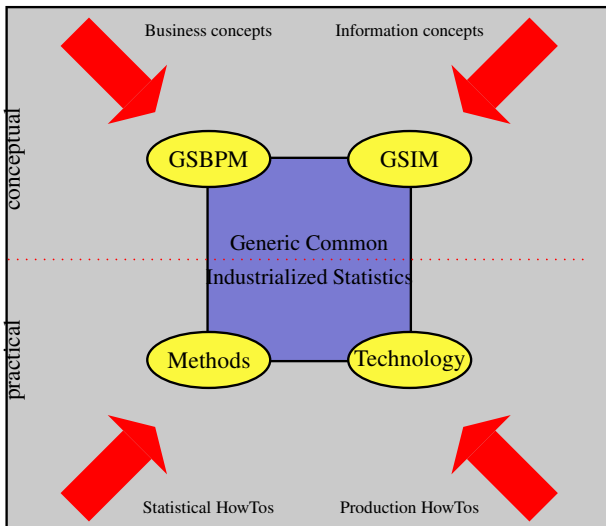 Business concepts
Information concepts
conceptual
GSBPM
GSIM
Generic Common
Industrialized Statistics
practical
Methods
Technology
Statistical HowTos
Production HowTos